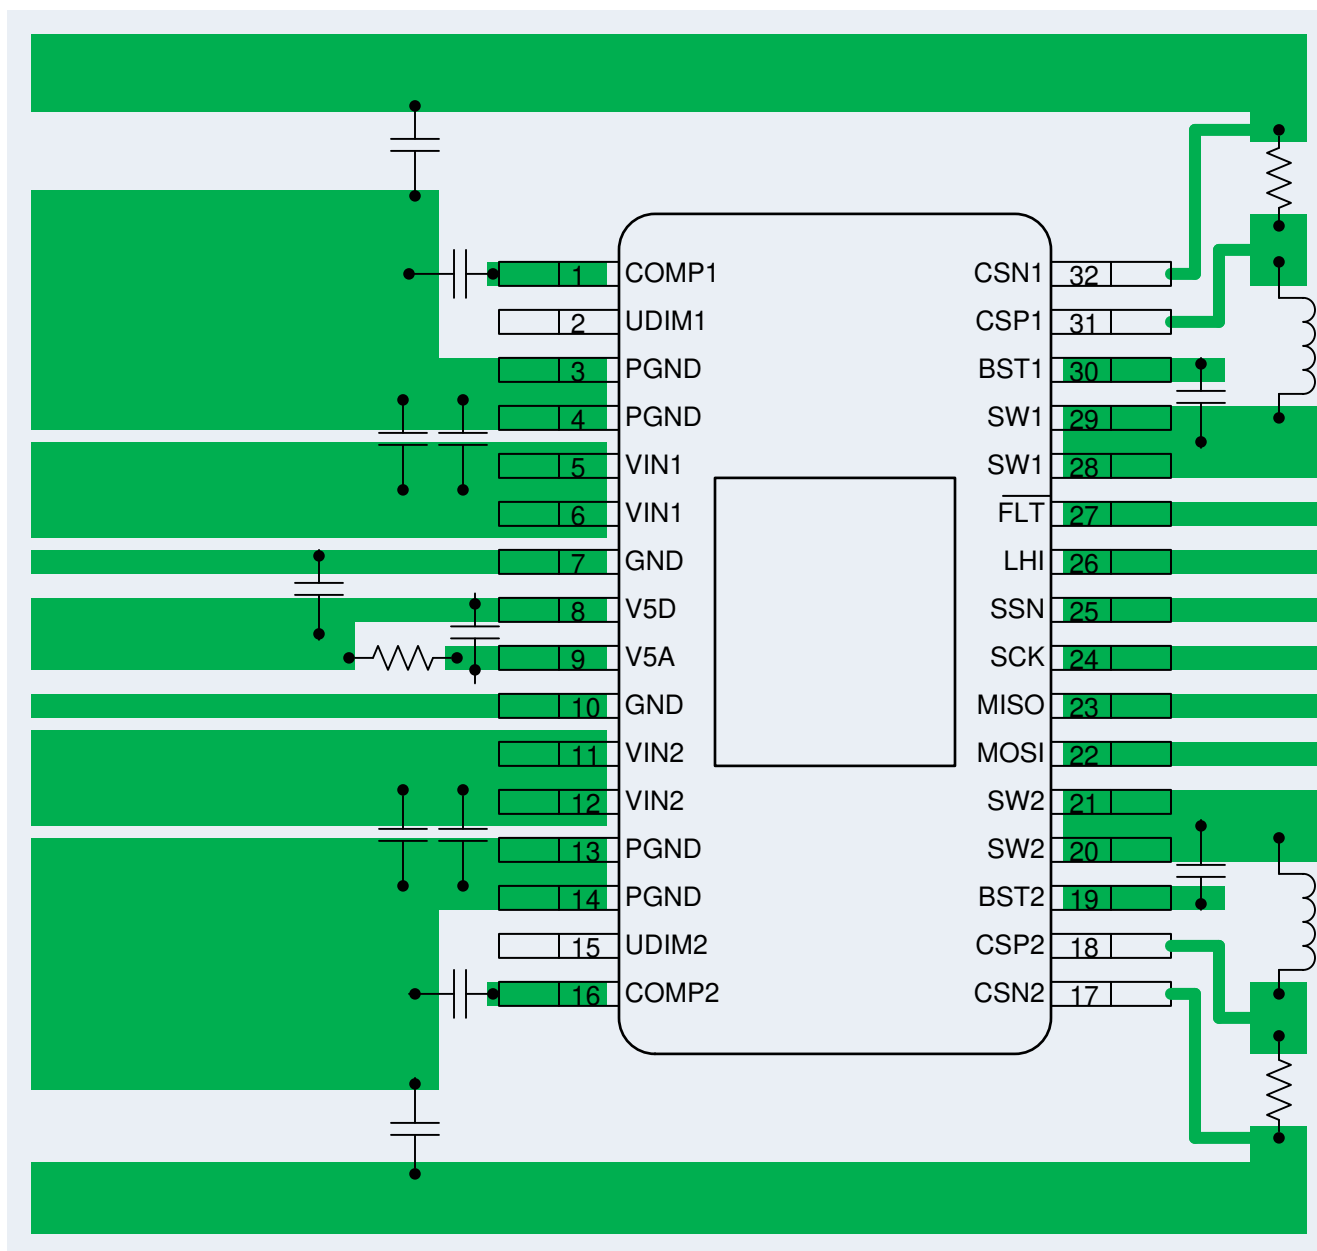 1 COMP1 CSN1 32
2 UDIM1 CSP1 31
3 PGND BST1 30
4 PGND SW1 29
5 VIN1 SW1 28
6 VIN1 F̅L̅T̅ 27
7 GND LHI 26
8 V5D SSN 25
9 V5A SCK 24
10 GND MISO 23
11 VIN2 MOSI 22
12 VIN2 SW2 21
13 PGND SW2 20
14 PGND BST2 19
15 UDIM2 CSP2 18
16 COMP2 CSN2 17